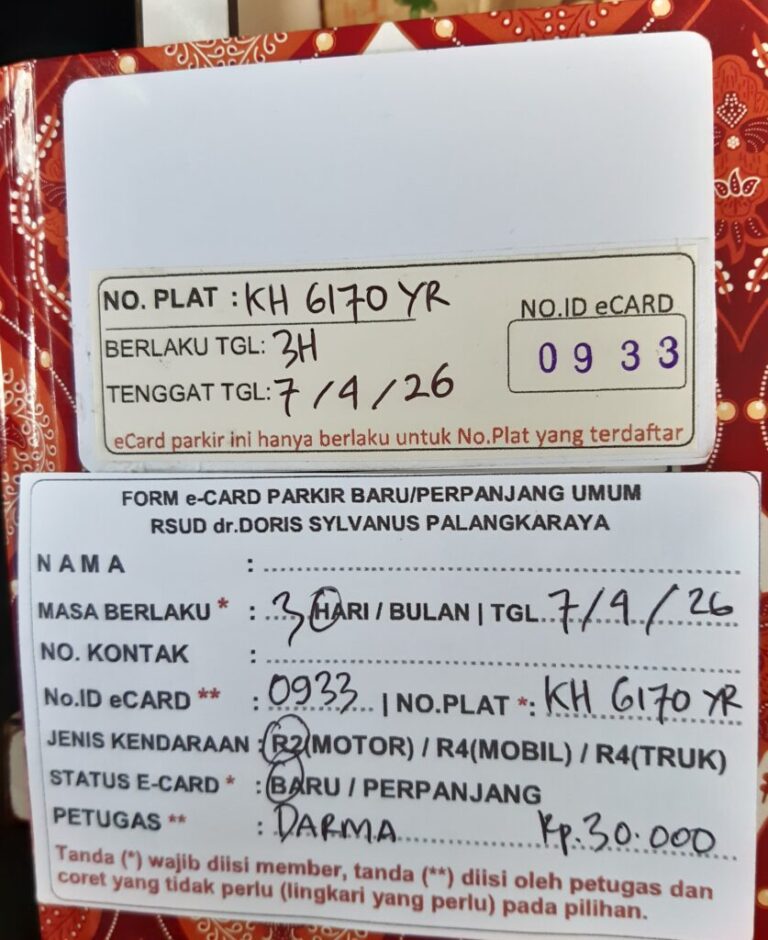 NO. PLAT : KH 6170 YR
BERLAKU TGL: 3H
TENGGAT TGL: 7/4/26
NO.ID eCARD
0933
eCard parkir ini hanya berlaku untuk No.Plat yang terdaftar
FORM e-CARD PARKIR BARU/PERPANJANG UMUM
RSUD dr.DORIS SYLVANUS PALANGKARAYA
NAMA :
MASA BERLAKU * : 3 HARI / BULAN | TGL 7/4/26
NO. KONTAK :
No.ID eCARD ** : 0933 | NO.PLAT *: KH 6170 YR
JENIS KENDARAAN : R2(MOTOR) / R4(MOBIL) / R4(TRUK)
STATUS E-CARD * : BARU / PERPANJANG
PETUGAS ** : DARMA Rp.30.000
Tanda (*) wajib diisi member, tanda (**) diisi oleh petugas dan
coret yang tidak perlu (lingkari yang perlu) pada pilihan.